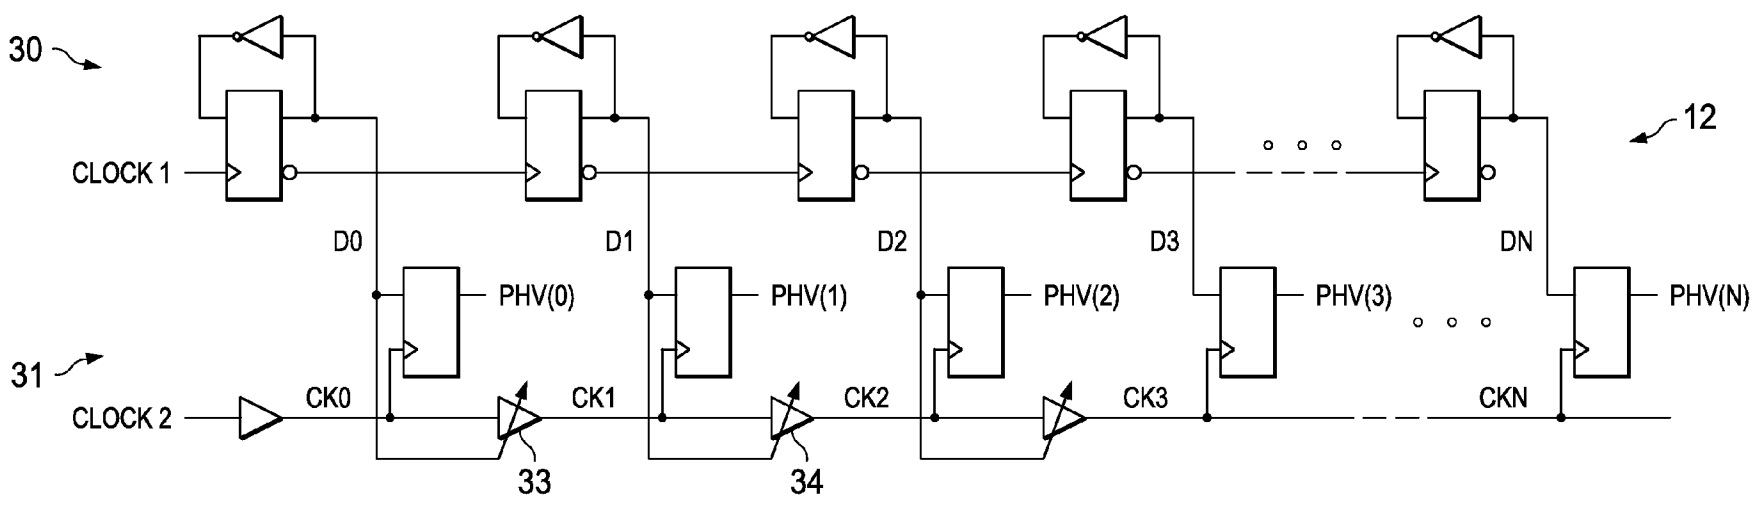 30
12
CLOCK 1
D0
D1
D2
D3
DN
PHV(0)
PHV(1)
PHV(2)
PHV(3)
PHV(N)
31
CK0
CK1
CK2
CK3
CKN
CLOCK 2
33
34